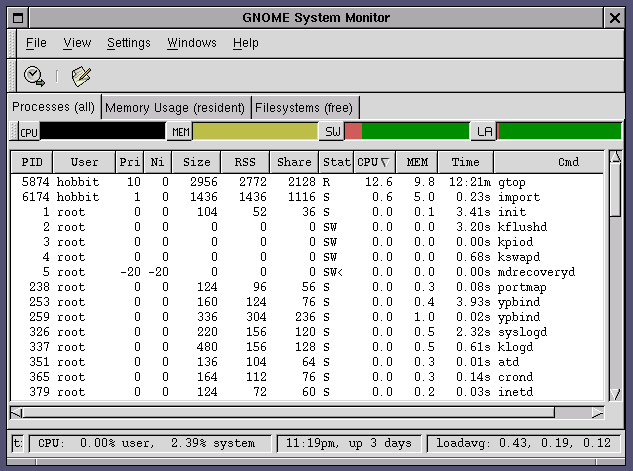 GNOME System Monitor
File View Settings Windows Help
Processes (all) Memory Usage (resident) Filesystems (free)
CPU MEM SW LA
PID User Pri Ni Size RSS Share Stat CPU MEM Time Cmd
5874 hobbit 10 0 2956 2772 2128 R 12.6 9.8 12:21m gtop
6174 hobbit 1 0 1436 1436 1116 S 0.6 5.0 0.23s import
1 root 0 0 104 52 36 S 0.0 0.1 3.41s init
2 root 0 0 0 0 0 SW 0.0 0.0 3.20s kflushd
3 root 0 0 0 0 0 SW 0.0 0.0 0.00s kpiod
4 root 0 0 0 0 0 SW 0.0 0.0 0.68s kswapd
5 root -20 -20 0 0 0 SW< 0.0 0.0 0.00s mdrecoveryd
238 root 0 0 124 96 56 S 0.0 0.3 0.08s portmap
253 root 0 0 160 124 76 S 0.0 0.4 3.93s ypbind
259 root 0 0 336 304 236 S 0.0 1.0 0.02s ypbind
326 root 0 0 220 156 120 S 0.0 0.5 2.32s syslogd
337 root 0 0 480 156 128 S 0.0 0.5 0.61s klogd
351 root 0 0 136 104 64 S 0.0 0.3 0.01s atd
365 root 0 0 164 112 76 S 0.0 0.3 0.14s crond
379 root 0 0 124 72 60 S 0.0 0.2 0.03s inetd
t: CPU: 0.00% user, 2.39% system 11:19pm, up 3 days loadavg: 0.43, 0.19, 0.12